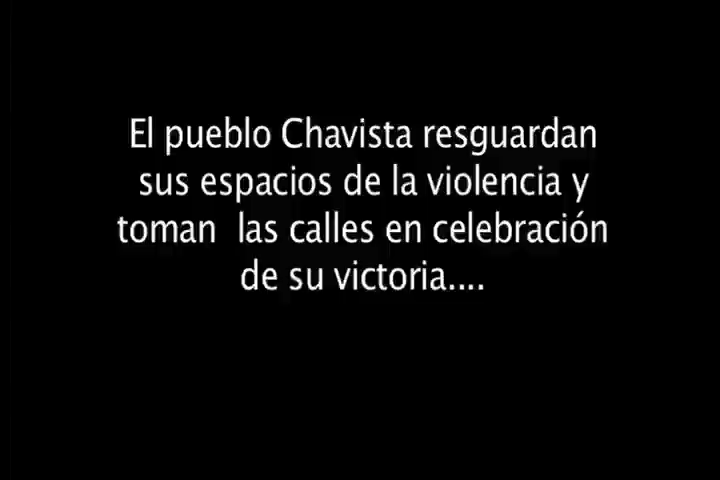 El pueblo Chavista resguardan
sus espacios de la violencia y
toman  las calles en celebración
de su victoria....